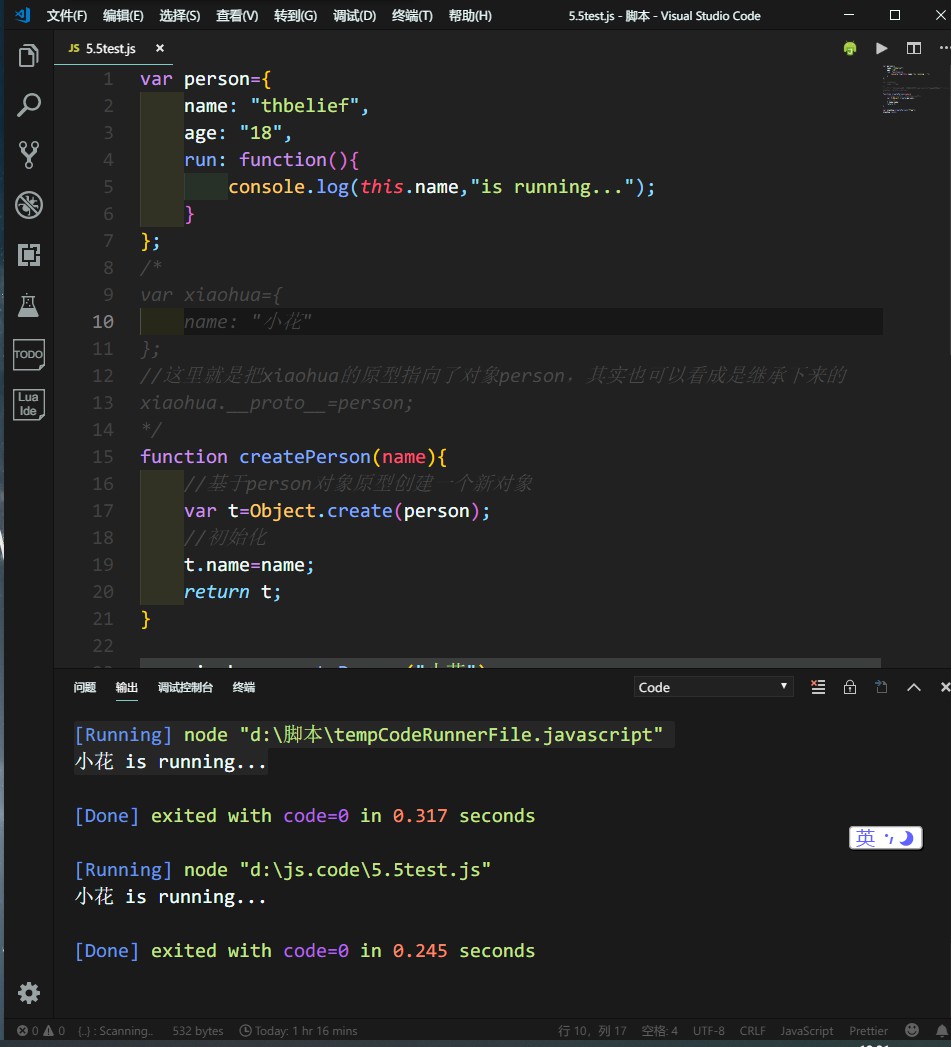 文件(F) 编辑(E) 选择(S) 查看(V) 转到(G) 调试(D) 终端(T) 帮助(H) 5.5test.js - 脚本 - Visual Studio Code
JS 5.5test.js
1 var person={
2 name: "thbelief",
3 age: "18",
4 run: function(){
5 console.log(this.name,"is running...");
6 }
7 };
8 /*
9 var xiaohua={
10 name: "小花"
11 };
12 //这里就是把xiaohua的原型指向了对象person，其实也可以看成是继承下来的
13 xiaohua.__proto__=person;
14 */
15 function createPerson(name){
16 //基于person对象原型创建一个新对象
17 var t=Object.create(person);
18 //初始化
19 t.name=name;
20 return t;
21 }
22
TODO
Lua
Ide
问题 输出 调试控制台 终端 Code
[Running] node "d:\脚本\tempCodeRunnerFile.javascript"
小花 is running...
[Done] exited with code=0 in 0.317 seconds
英
[Running] node "d:\js.code\5.5test.js"
小花 is running...
[Done] exited with code=0 in 0.245 seconds
0 0 {..} : Scanning.. 532 bytes Today: 1 hr 16 mins 行 10，列 17 空格: 4 UTF-8 CRLF JavaScript Prettier